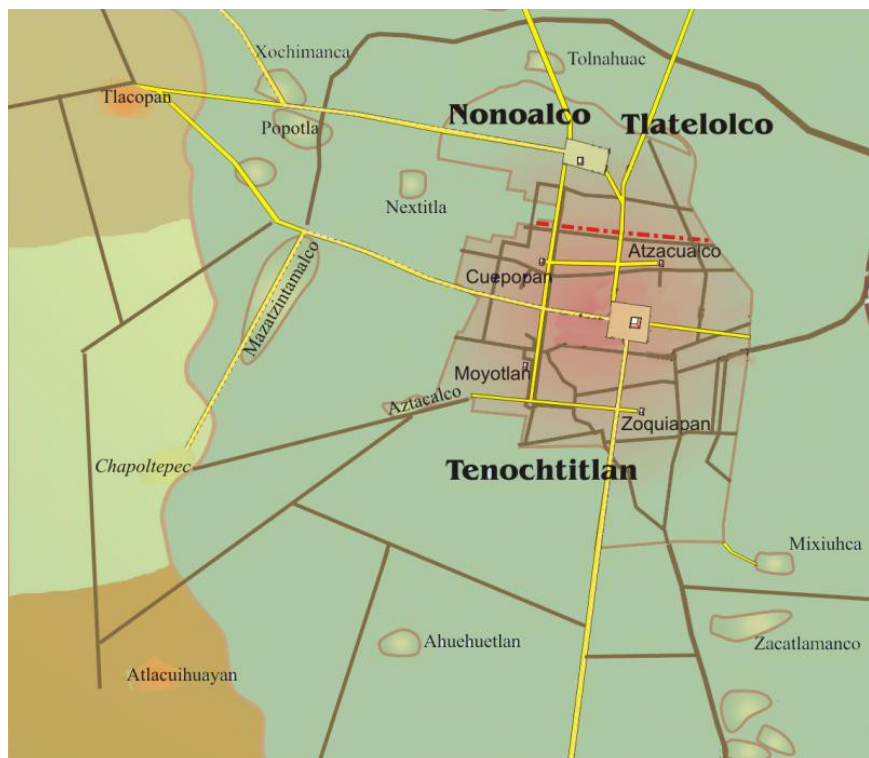 Xochimanca
Tolnahuac
Tlacopan
Nonoalco
Tlatelolco
Popotla
Nextitla
Atzacualco
Cuepopan
Mazatzintamalco
Moyotlan
Aztacalco
Zoquiapan
Chapoltepec
Tenochtitlan
Mixiuhca
Ahuehuetlan
Zacatlamanco
Atlacuihuayan